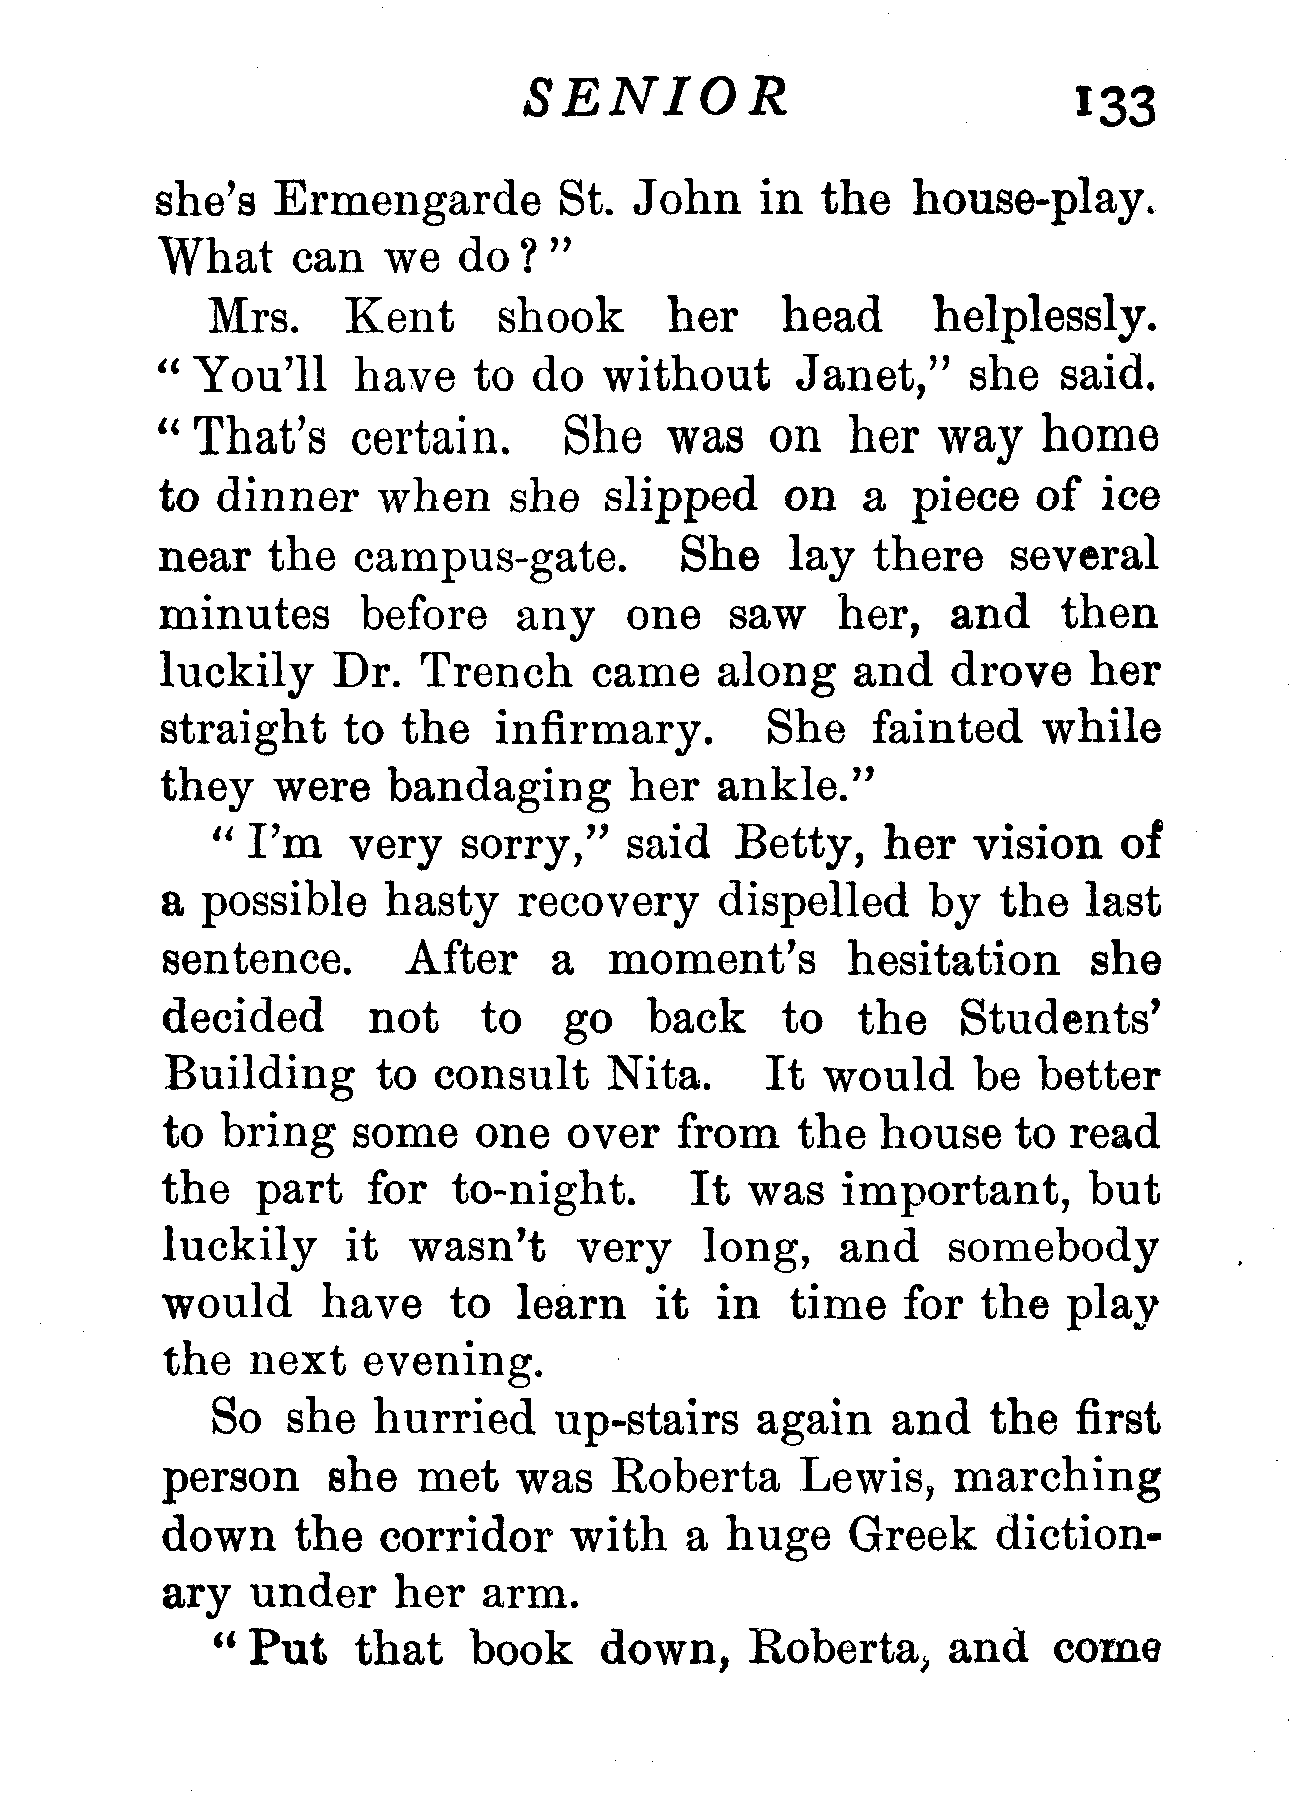 SENIOR 133
she's Ermengarde St. John in the house-play.
What can we do?"
Mrs. Kent shook her head helplessly.
"You'll have to do without Janet," she said.
"That's certain. She was on her way home
to dinner when she slipped on a piece of ice
near the campus-gate. She lay there several
minutes before any one saw her, and then
luckily Dr. Trench came along and drove her
straight to the infirmary. She fainted while
they were bandaging her ankle."
"I'm very sorry," said Betty, her vision of
a possible hasty recovery dispelled by the last
sentence. After a moment's hesitation she
decided not to go back to the Students'
Building to consult Nita. It would be better
to bring some one over from the house to read
the part for to-night. It was important, but
luckily it wasn't very long, and somebody
would have to learn it in time for the play
the next evening.
So she hurried up-stairs again and the first
person she met was Roberta Lewis, marching
down the corridor with a huge Greek diction-
ary under her arm.
"Put that book down, Roberta, and come